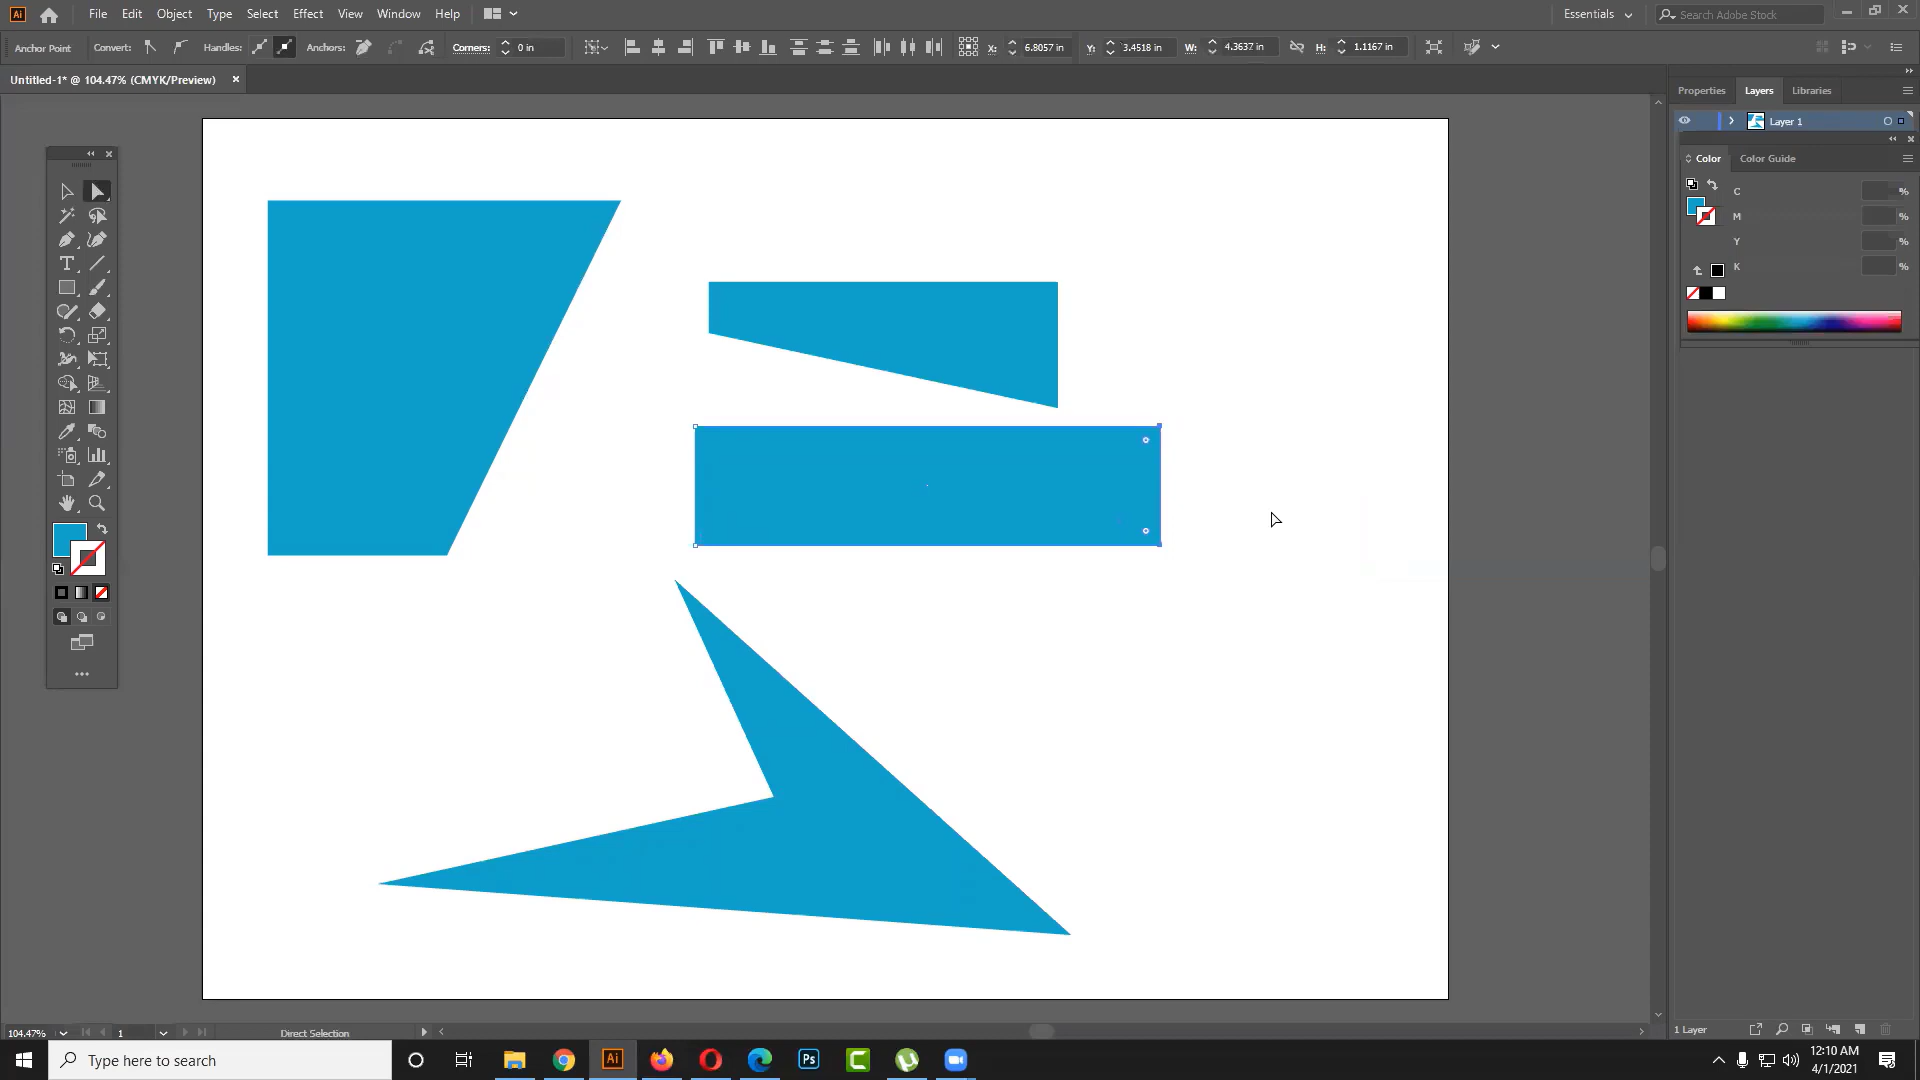 Ai File Edit Object Type Select Effect View Window Help Essentials Search Adobe Stock
Anchor Point Convert: Handles: Anchors: Corners: 0 in X: 6.8057 in Y: 3.4518 in W: 4.3637 in H: 1.1167 in
Untitled-1* @ 104.47% (CMYK/Preview)
Properties Layers Libraries
Layer 1
Color Color Guide
C %
M %
Y %
K %
104.47% 1 Direct Selection 1 Layer
Type here to search Ai Ps C 12:10 AM
4/1/2021